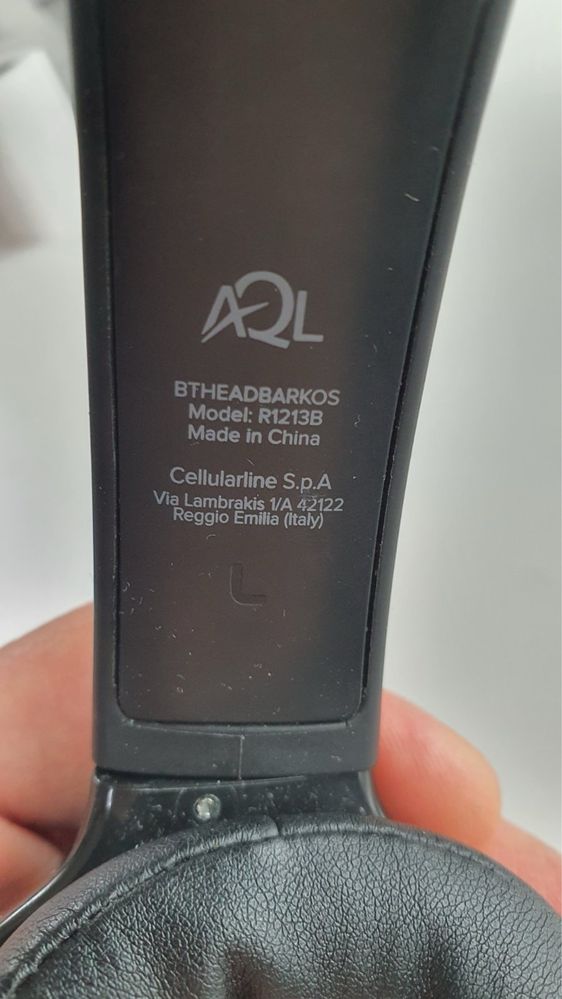 AQL
BTHEADBARKOS
Model: R1213B
Made in China
Cellularline S.p.A
Via Lambrakis 1/A 42122
Reggio Emilia (Italy)
L